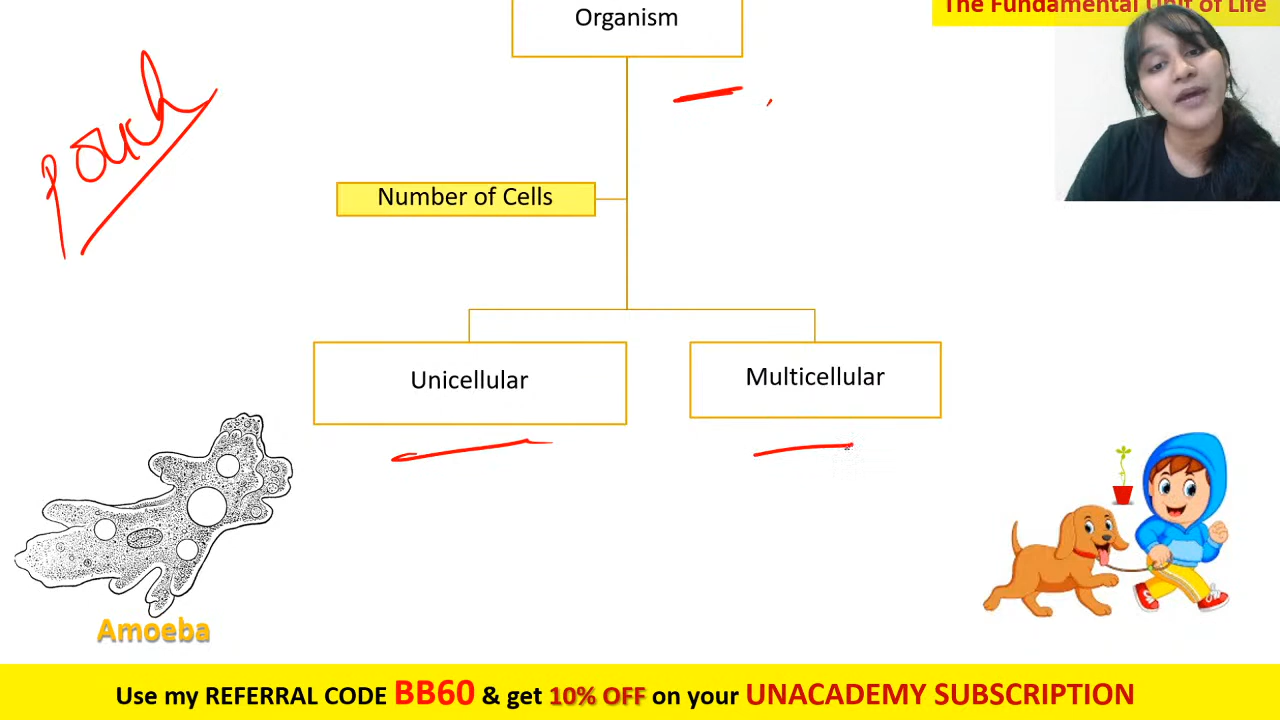 The Fundamental Unit of Life
Organism
Pouch
Number of Cells
Unicellular
Multicellular
Amoeba
Use my REFERRAL CODE BB60 & get 10% OFF on your UNACADEMY SUBSCRIPTION